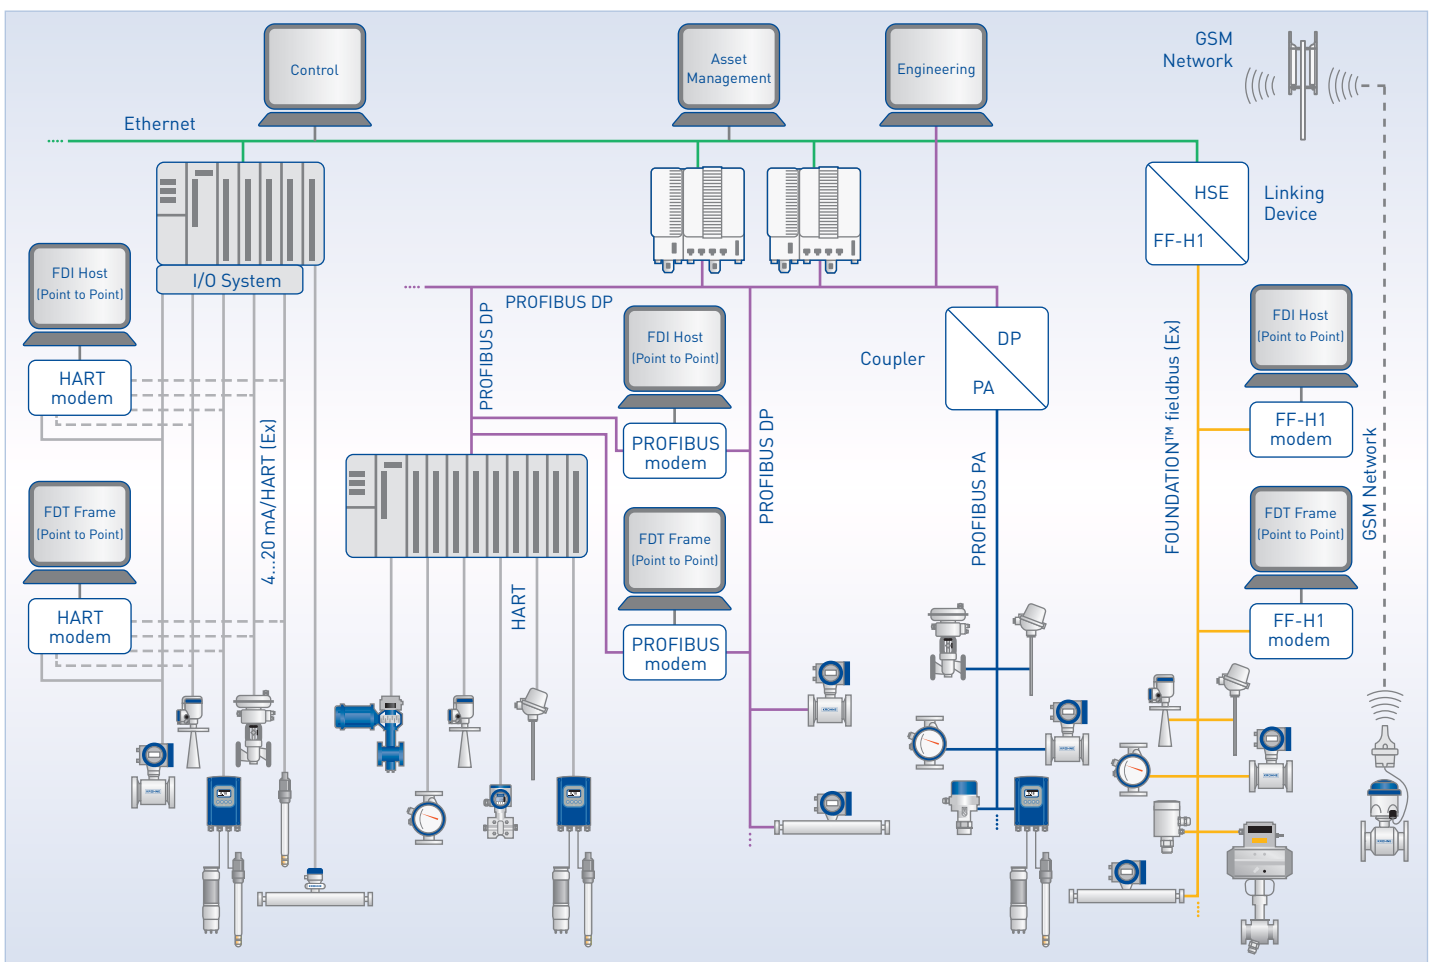 Control
Asset
Management
Engineering
GSM
Network
Ethernet
HSE
FF-H1
Linking
Device
I/O System
FDI Host
(Point to Point)
HART
modem
4...20 mA/HART (Ex)
FDT Frame
(Point to Point)
HART
modem
PROFIBUS DP
PROFIBUS DP
HART
FDI Host
(Point to Point)
PROFIBUS
modem
FDT Frame
(Point to Point)
PROFIBUS
modem
PROFIBUS DP
Coupler
DP
PA
PROFIBUS PA
FOUNDATION™ fieldbus (Ex)
FDI Host
(Point to Point)
FF-H1
modem
FDT Frame
(Point to Point)
FF-H1
modem
GSM Network